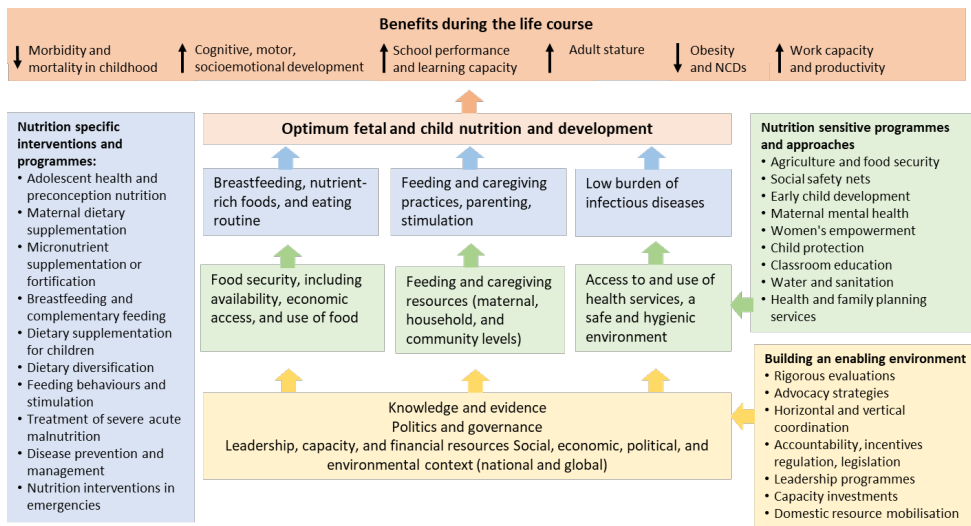 Benefits during the life course
Morbidity and
mortality in childhood
Cognitive, motor,
socioemotional development
School performance
and learning capacity
Adult stature
Obesity
and NCDs
Work capacity
and productivity
Nutrition specific
interventions and
programmes:
• Adolescent health and
preconception nutrition
• Maternal dietary
supplementation
• Micronutrient
supplementation or
fortification
• Breastfeeding and
complementary feeding
• Dietary supplementation
for children
• Dietary diversification
• Feeding behaviours and
stimulation
• Treatment of severe acute
malnutrition
• Disease prevention and
management
• Nutrition interventions in
emergencies
Optimum fetal and child nutrition and development
Breastfeeding, nutrient-
rich foods, and eating
routine
Feeding and caregiving
practices, parenting,
stimulation
Low burden of
infectious diseases
Food security, including
availability, economic
access, and use of food
Feeding and caregiving
resources (maternal,
household, and
community levels)
Access to and use of
health services, a
safe and hygienic
environment
Knowledge and evidence
Politics and governance
Leadership, capacity, and financial resources Social, economic, political, and
environmental context (national and global)
Nutrition sensitive programmes
and approaches
• Agriculture and food security
• Social safety nets
• Early child development
• Maternal mental health
• Women's empowerment
• Child protection
• Classroom education
• Water and sanitation
• Health and family planning
services
Building an enabling environment
• Rigorous evaluations
• Advocacy strategies
• Horizontal and vertical
coordination
• Accountability, incentives
regulation, legislation
• Leadership programmes
• Capacity investments
• Domestic resource mobilisation